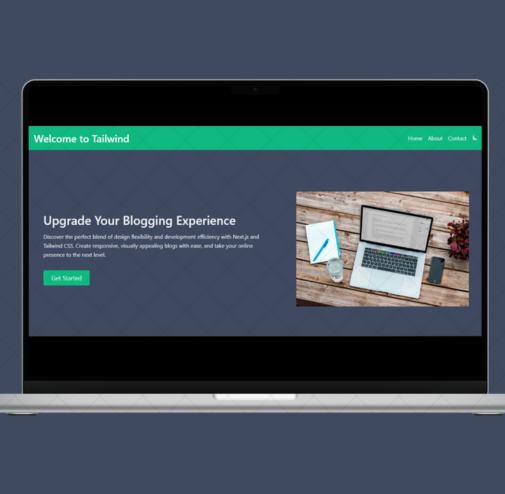 Welcome to Tailwind
Home About Contact
Upgrade Your Blogging Experience
Discover the perfect blend of design flexibility and development efficiency with Next.js and
Tailwind CSS. Create responsive, visually appealing blogs with ease, and take your online
presence to the next level.
Get Started